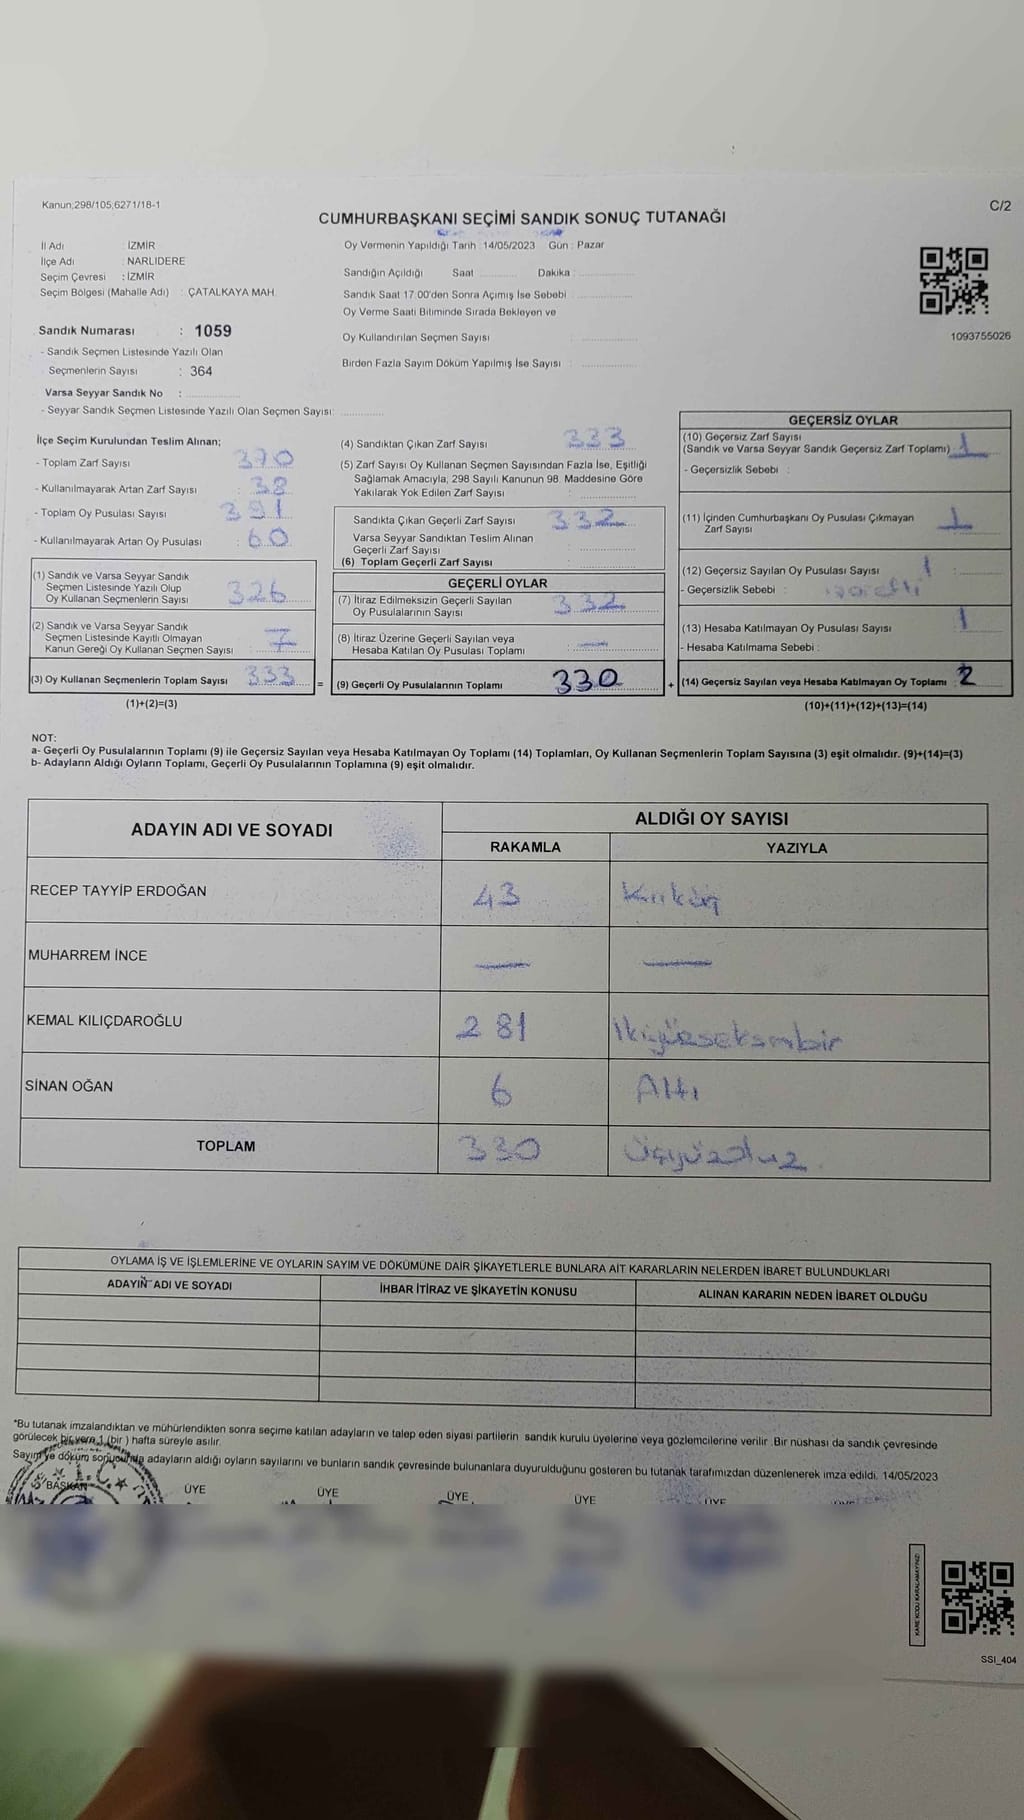 Kanun;298/105,6271/18-1
C/2
CUMHURBAŞKANI SEÇİMİ SANDIK SONUÇ TUTANAĞI
İl Adı : İZMİR
İlçe Adı : NARLIDERE
Seçim Çevresi : İZMİR
Seçim Bölgesi (Mahalle Adı) : ÇATALKAYA MAH.
Oy Vermenin Yapıldığı Tarih : 14/05/2023 Gün : Pazar
Sandığın Açıldığı Saat Dakika :
Sandık Saat 17:00'den Sonra Açımış İse Sebebi :
Oy Verme Saati Bitiminde Sırada Bekleyen ve
Oy Kullandırılan Seçmen Sayısı :
Birden Fazla Sayım Döküm Yapılmış İse Sayısı :
1093755026
Sandık Numarası : 1059
- Sandık Seçmen Listesinde Yazılı Olan
Seçmenlerin Sayısı : 364
Varsa Seyyar Sandık No :
- Seyyar Sandık Seçmen Listesinde Yazılı Olan Seçmen Sayısı:
İlçe Seçim Kurulundan Teslim Alınan;
- Toplam Zarf Sayısı : 370
- Kullanılmayarak Artan Zarf Sayısı : 38
- Toplam Oy Pusulası Sayısı : 391
- Kullanılmayarak Artan Oy Pusulası : 60
(1) Sandık ve Varsa Seyyar Sandık
Seçmen Listesinde Yazılı Olup
Oy Kullanan Seçmenlerin Sayısı : 326
(2) Sandık ve Varsa Seyyar Sandık
Seçmen Listesinde Kayıtlı Olmayan
Kanun Gereği Oy Kullanan Seçmen Sayısı : 7
(3) Oy Kullanan Seçmenlerin Toplam Sayısı : 333 =
(1)+(2)=(3)
(4) Sandıktan Çıkan Zarf Sayısı : 333
(5) Zarf Sayısı Oy Kullanan Seçmen Sayısından Fazla İse, Eşitliği
Sağlamak Amacıyla, 298 Sayılı Kanunun 98. Maddesine Göre
Yakılarak Yok Edilen Zarf Sayısı :
Sandıkta Çıkan Geçerli Zarf Sayısı : 332
Varsa Seyyar Sandıktan Teslim Alınan
Geçerli Zarf Sayısı :
(6) Toplam Geçerli Zarf Sayısı :
GEÇERLİ OYLAR
(7) İtiraz Edilmeksizin Geçerli Sayılan
Oy Pusulalarının Sayısı : 332
(8) İtiraz Üzerine Geçerli Sayılan veya
Hesaba Katılan Oy Pusulası Toplamı : —
(9) Geçerli Oy Pusulalarının Toplamı : 330 +
GEÇERSİZ OYLAR
(10) Geçersiz Zarf Sayısı
(Sandık ve Varsa Seyyar Sandık Geçersiz Zarf Toplamı) : 1
- Geçersizlik Sebebi :
(11) İçinden Cumhurbaşkanı Oy Pusulası Çıkmayan
Zarf Sayısı : 1
(12) Geçersiz Sayılan Oy Pusulası Sayısı : 1
- Geçersizlik Sebebi :
(13) Hesaba Katılmayan Oy Pusulası Sayısı : 1
- Hesaba Katılmama Sebebi :
(14) Geçersiz Sayılan veya Hesaba Katılmayan Oy Toplamı : 2
(10)+(11)+(12)+(13)=(14)
NOT:
a- Geçerli Oy Pusulalarının Toplamı (9) ile Geçersiz Sayılan veya Hesaba Katılmayan Oy Toplamı (14) Toplamları, Oy Kullanan Seçmenlerin Toplam Sayısına (3) eşit olmalıdır. (9)+(14)=(3)
b- Adayların Aldığı Oyların Toplamı, Geçerli Oy Pusulalarının Toplamına (9) eşit olmalıdır.
ADAYIN ADI VE SOYADI
ALDIĞI OY SAYISI
RAKAMLA YAZIYLA
RECEP TAYYİP ERDOĞAN 43 Kırküç
MUHARREM İNCE — —
KEMAL KILIÇDAROĞLU 281 İkiyüzseksenbir
SİNAN OĞAN 6 Altı
TOPLAM 330 Üçyüzotuz
OYLAMA İŞ VE İŞLEMLERİNE VE OYLARIN SAYIM VE DÖKÜMÜNE DAİR ŞİKAYETLERLE BUNLARA AİT KARARLARIN NELERDEN İBARET BULUNDUKLARI
ADAYIN ADI VE SOYADI İHBAR İTİRAZ VE ŞİKAYETİN KONUSU ALINAN KARARIN NEDEN İBARET OLDUĞU
*Bu tutanak imzalandıktan ve mühürlendikten sonra seçime katılan adayların ve talep eden siyasi partilerin sandık kurulu üyelerine veya gözlemcilerine verilir. Bir nüshası da sandık çevresinde
görülecek bir yere 1 (bir) hafta süreyle asılır.
Sayım ve döküm sonucunda adayların aldığı oyların sayılarını ve bunların sandık çevresinde bulunanlara duyurulduğunu gösteren bu tutanak tarafımızdan düzenlenerek imza edildi. 14/05/2023
BAŞKAN ÜYE ÜYE ÜYE ÜYE ÜYE ÜYE
T.C.
KARE KODU KARALAMAYINIZ!
SSI_404